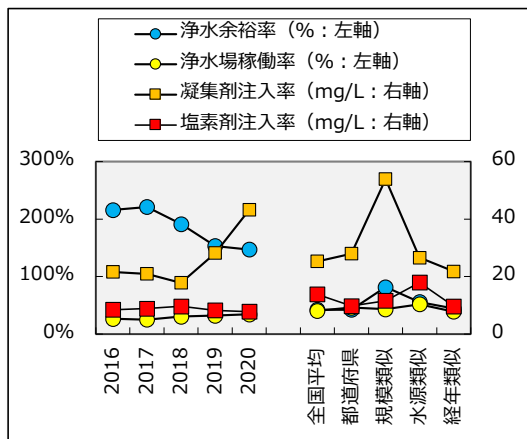 浄水余裕率（%：左軸）
浄水場稼働率（%：左軸）
凝集剤注入率（mg/L：右軸）
塩素剤注入率（mg/L：右軸）
300%
200%
100%
0%
60
40
20
0
2016
2017
2018
2019
2020
全国平均
都道府県
規模類似
水源類似
経年類似